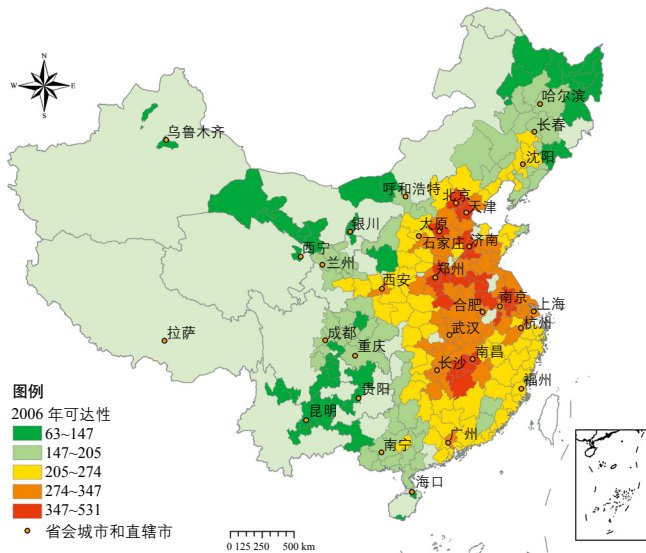 N
W
E
S
哈尔滨
长春
乌鲁木齐
沈阳
呼和浩特
北京
天津
银川
太原
石家庄
济南
西宁
兰州
郑州
西安
合肥
南京
上海
杭州
武汉
拉萨
成都
重庆
南昌
长沙
贵阳
福州
昆明
广州
南宁
海口
图例
2006 年可达性
63~147
147~205
205~274
274~347
347~531
省会城市和直辖市
0 125 250 500 km